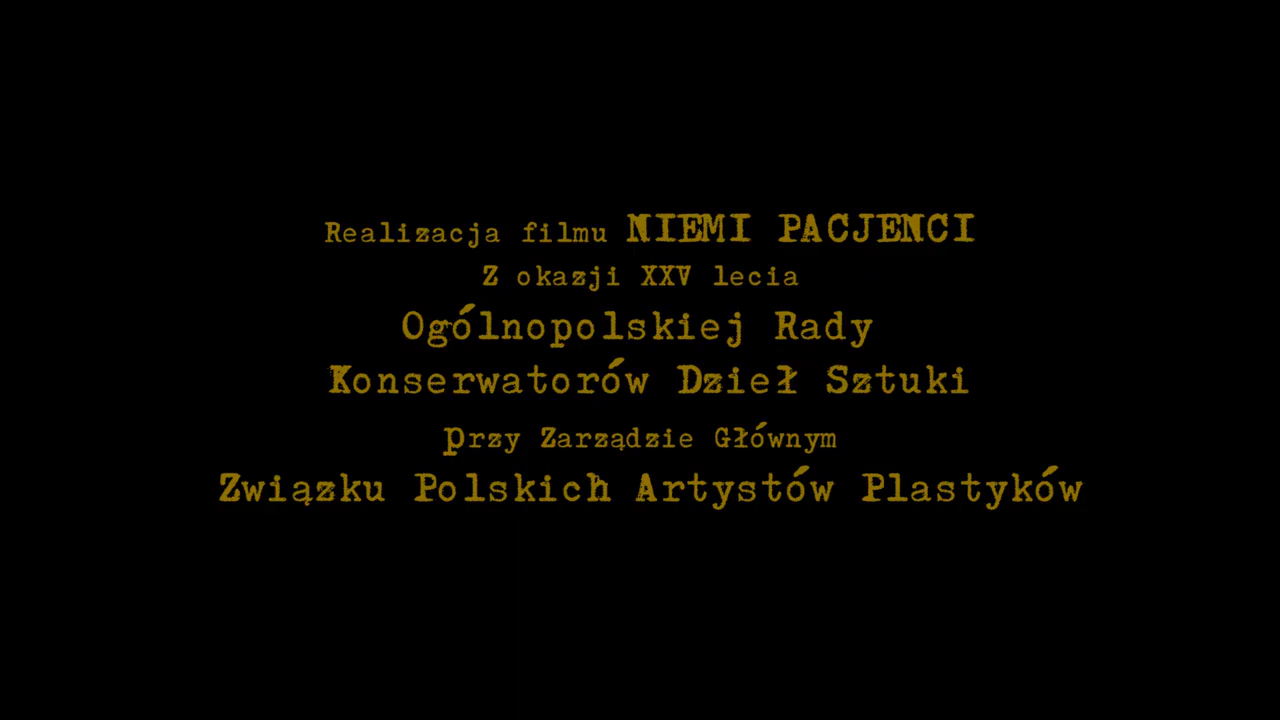 Realizacja filmu NIEMI PACJENCI
Z okazji XXV lecia
Ogólnopolskiej Rady
Konserwatorów Dzieł Sztuki
przy Zarządzie Głównym
Związku Polskich Artystów Plastyków